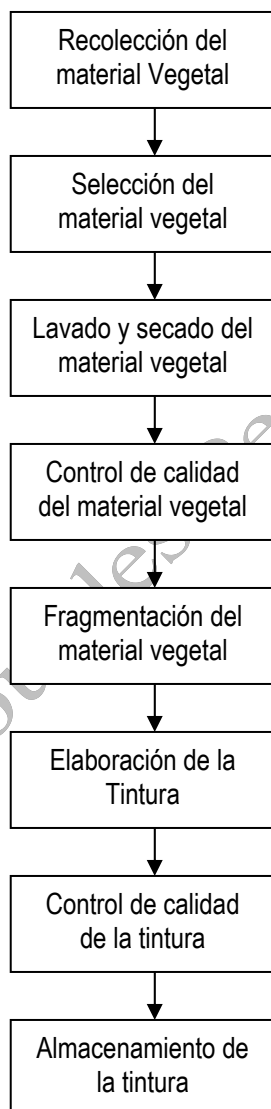 Recolección del
material Vegetal
Selección del
material vegetal
Lavado y secado del
material vegetal
Control de calidad
del material vegetal
Fragmentación del
material vegetal
Elaboración de la
Tintura
Control de calidad
de la tintura
Almacenamiento de
la tintura